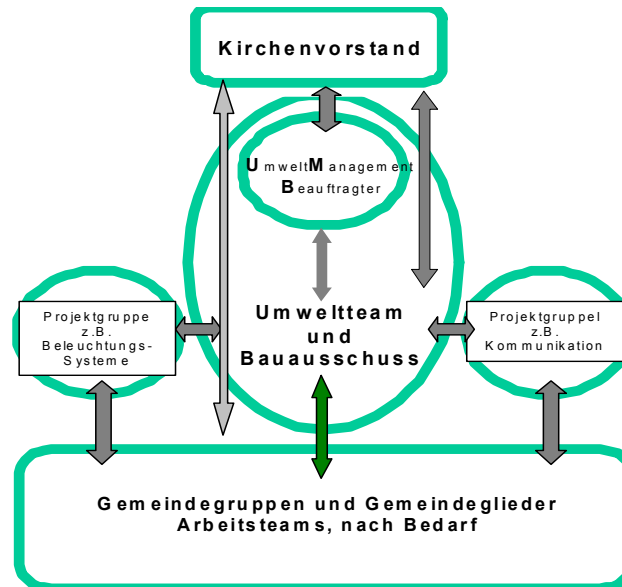 Kirchenvorstand
UmweltManagement
Beauftragter
Umweltteam
und
Bauausschuss
Projektgruppe
z.B.
Beleuchtungs-
Systeme
Projektgruppel
z.B.
Kommunikation
Gemeindegruppen und Gemeindeglieder
Arbeitsteams, nach Bedarf